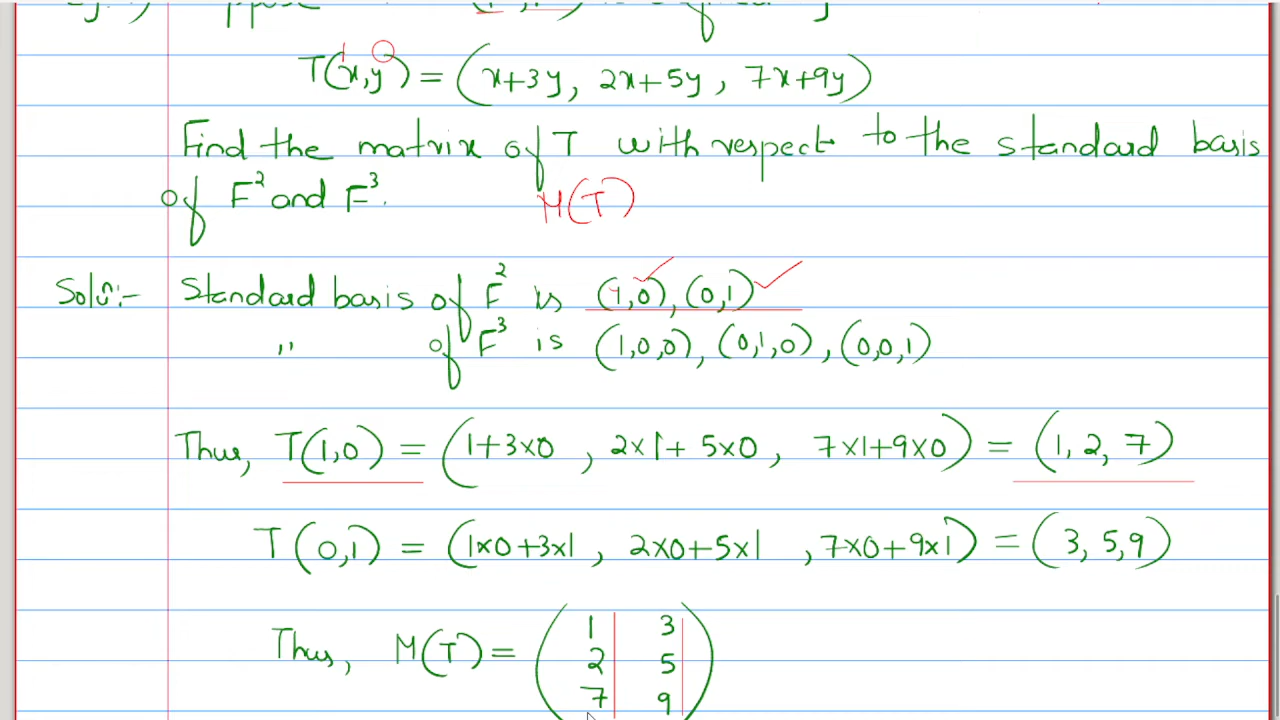 T(x,y) = (x+3y, 2x+5y, 7x+9y)
Find the matrix of T with respect to the standard basis
of F² and F³. M(T)
Soln:- Standard basis of F² is (1,0), (0,1)
,, of F³ is (1,0,0), (0,1,0), (0,0,1)
Thus, T(1,0) = (1+3×0, 2×1+5×0, 7×1+9×0) = (1, 2, 7)
T(0,1) = (1×0+3×1, 2×0+5×1, 7×0+9×1) = (3, 5, 9)
1 3
Thus, M(T) = ( 2 5 )
7 9